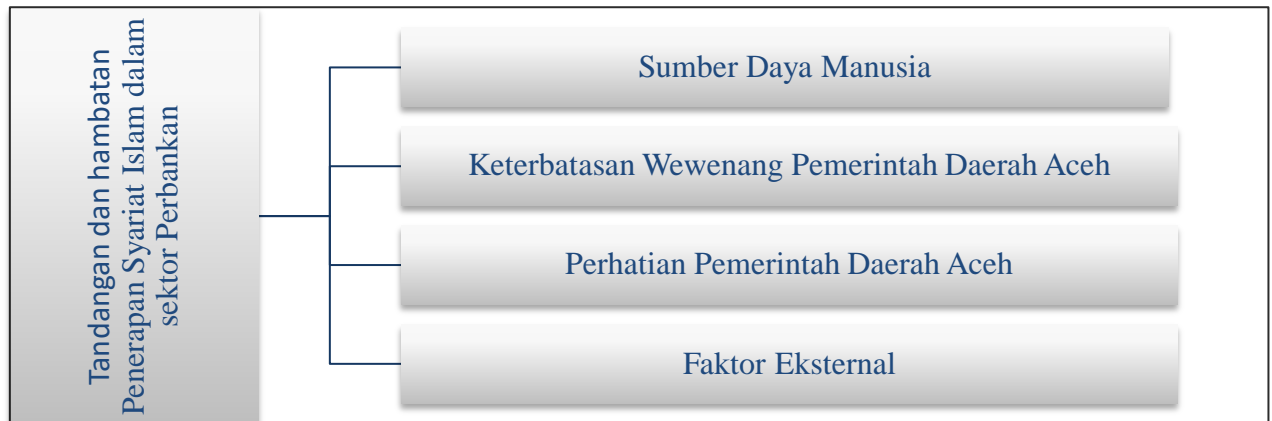 Tandangan dan hambatan
Penerapan Syariat Islam dalam
sektor Perbankan
Sumber Daya Manusia
Keterbatasan Wewenang Pemerintah Daerah Aceh
Perhatian Pemerintah Daerah Aceh
Faktor Eksternal